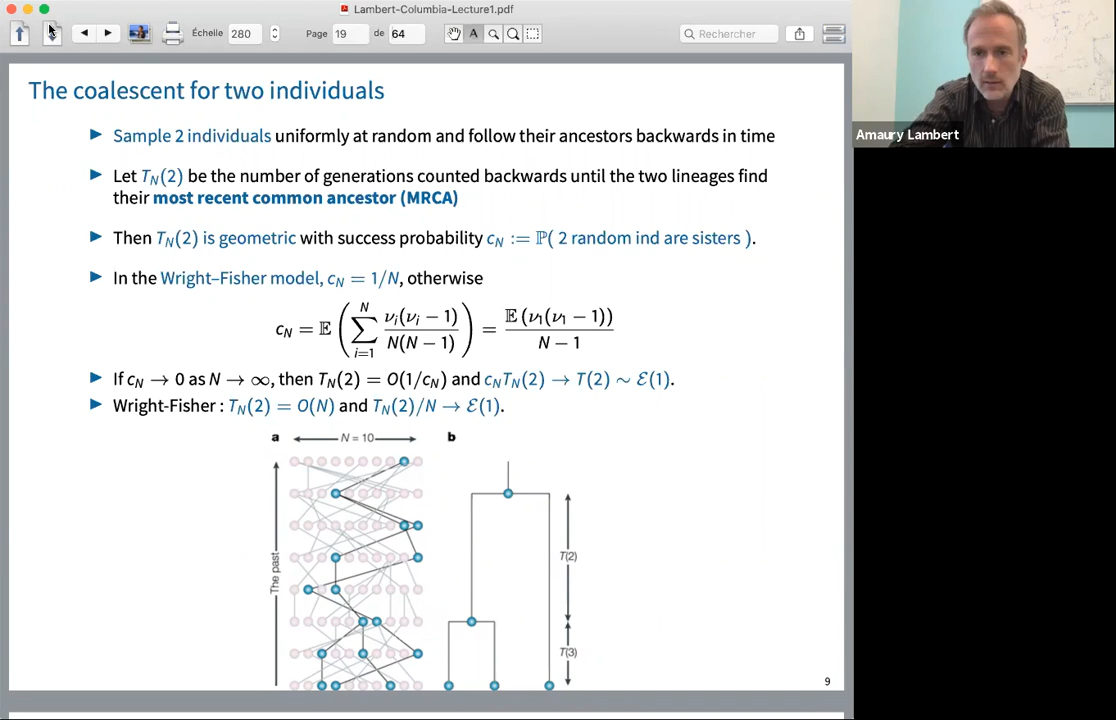 Lambert-Columbia-Lecture1.pdf
Échelle 280 Page 19 de 64 A Rechercher
The coalescent for two individuals
Amaury Lambert
► Sample 2 individuals uniformly at random and follow their ancestors backwards in time
► Let T_N(2) be the number of generations counted backwards until the two lineages find
their most recent common ancestor (MRCA)
► Then T_N(2) is geometric with success probability c_N := ℙ( 2 random ind are sisters ).
► In the Wright–Fisher model, c_N = 1/N, otherwise
c_N = 𝔼 ( ∑_{i=1}^{N} ν_i(ν_i − 1) / N(N − 1) ) = 𝔼 (ν_1(ν_1 − 1)) / N − 1
► If c_N → 0 as N → ∞, then T_N(2) = O(1/c_N) and c_N T_N(2) → T(2) ∼ ℰ(1).
► Wright-Fisher : T_N(2) = O(N) and T_N(2)/N → ℰ(1).
a N = 10 b
The past
T(2)
T(3)
9